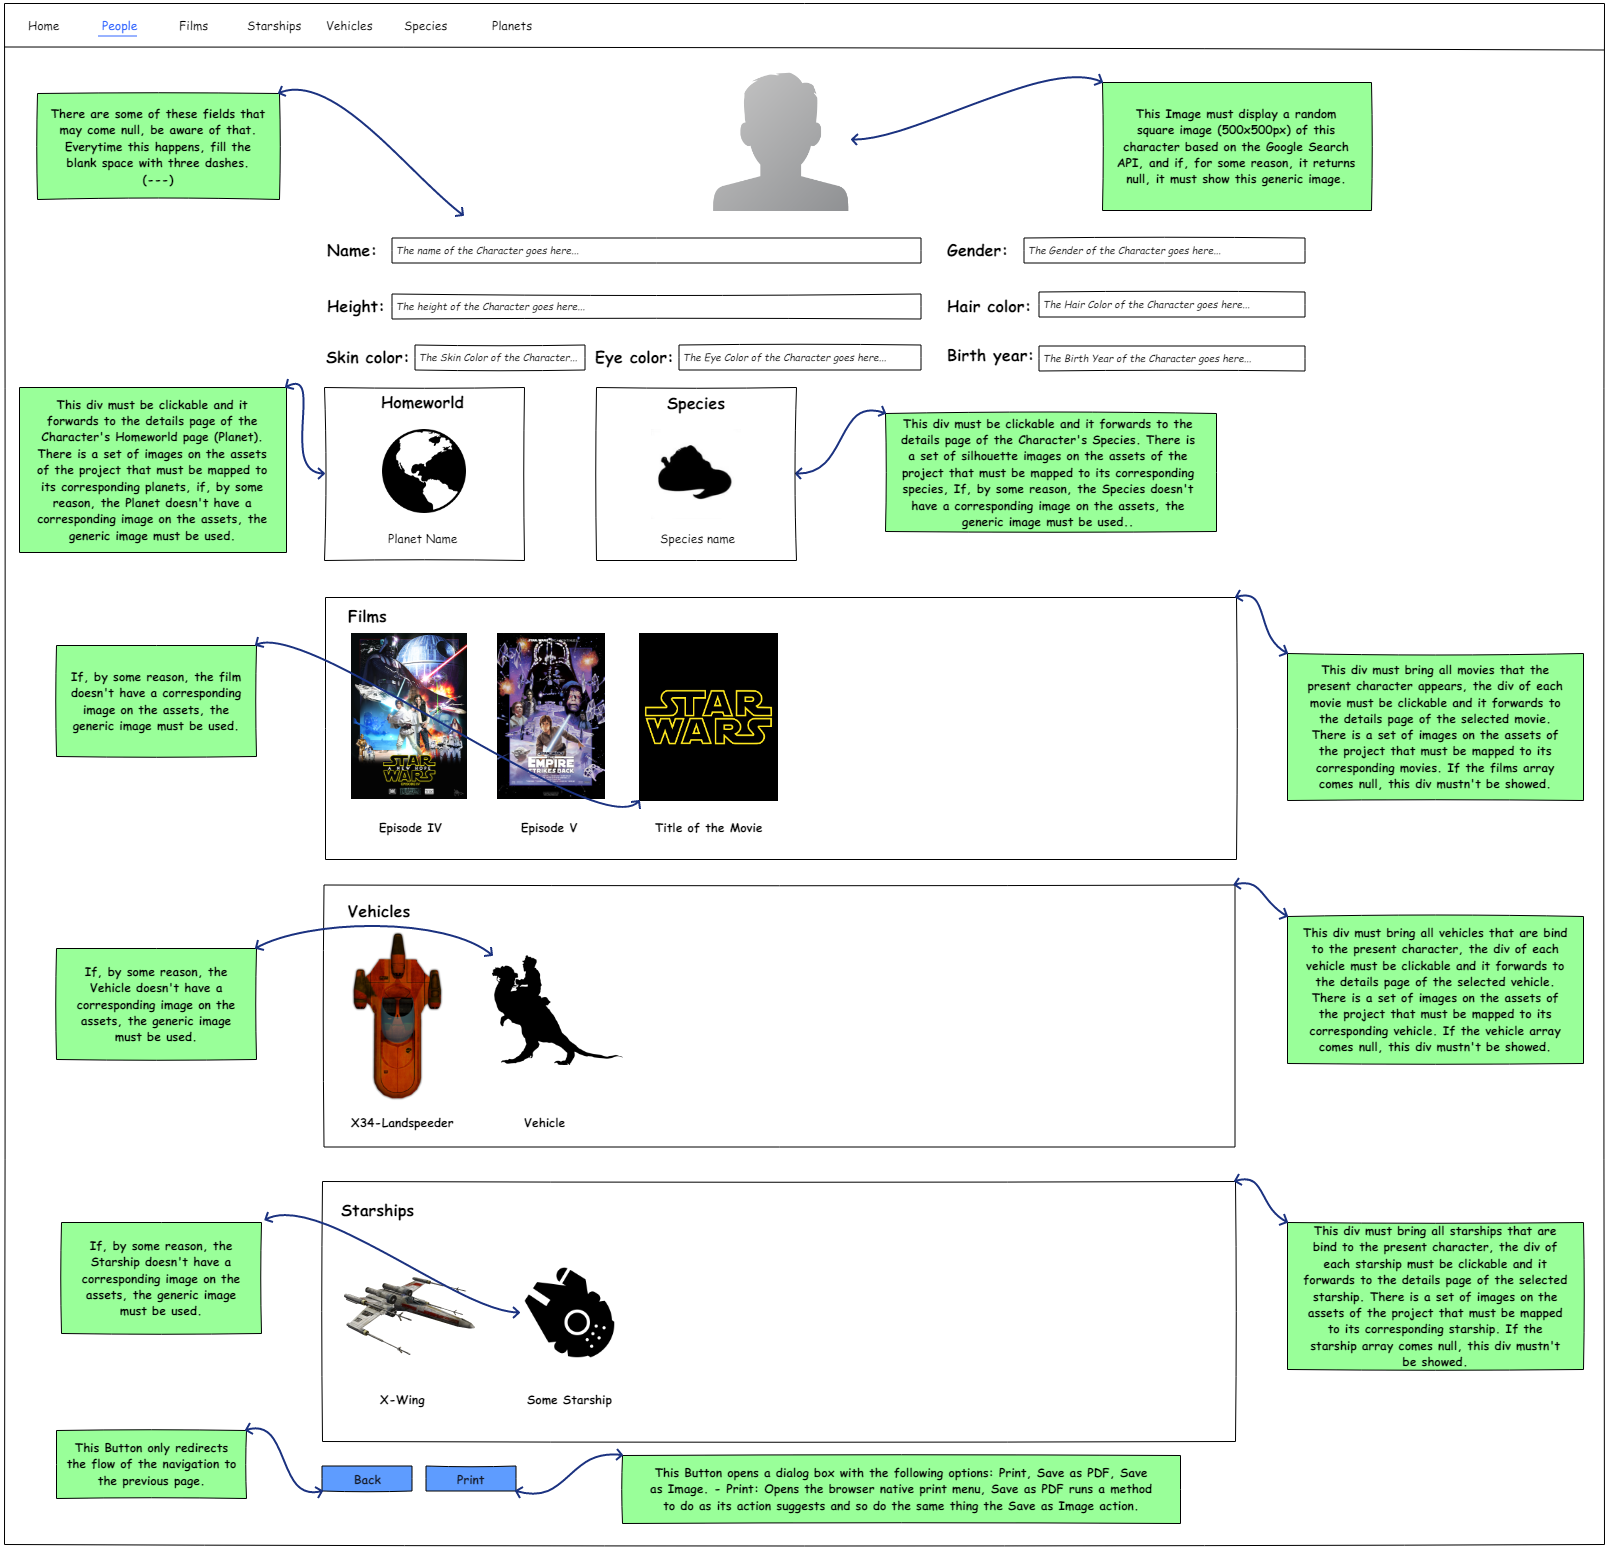 Home People Films Starships Vehicles Species Planets
There are some of these fields that
may come null, be aware of that.
Everytime this happens, fill the
blank space with three dashes.
(---)
This Image must display a random
square image (500x500px) of this
character based on the Google Search
API, and if, for some reason, it returns
null, it must show this generic image.
Name: The name of the Character goes here...
Gender: The Gender of the Character goes here...
Height: The height of the Character goes here...
Hair color: The Hair Color of the Character goes here...
Skin color: The Skin Color of the Character...
Eye color: The Eye Color of the Character goes here...
Birth year: The Birth Year of the Character goes here...
This div must be clickable and it
forwards to the details page of the
Character's Homeworld page (Planet).
There is a set of images on the assets
of the project that must be mapped to
its corresponding planets, if, by some
reason, the Planet doesn't have a
corresponding image on the assets, the
generic image must be used.
Homeworld
Planet Name
Species
Species name
This div must be clickable and it forwards to the
details page of the Character's Species. There is
a set of silhouette images on the assets of the
project that must be mapped to its corresponding
species, If, by some reason, the Species doesn't
have a corresponding image on the assets, the
generic image must be used..
Films
If, by some reason, the film
doesn't have a corresponding
image on the assets, the
generic image must be used.
STAR
A NEW HOPE
WARS
EMPIRE
STRIKES BACK
STAR
WARS
Episode IV
Episode V
Title of the Movie
This div must bring all movies that the
present character appears, the div of each
movie must be clickable and it forwards to
the details page of the selected movie.
There is a set of images on the assets of
the project that must be mapped to its
corresponding movies. If the films array
comes null, this div mustn't be showed.
Vehicles
If, by some reason, the
Vehicle doesn't have a
corresponding image on the
assets, the generic image
must be used.
X34-Landspeeder
Vehicle
This div must bring all vehicles that are bind
to the present character, the div of each
vehicle must be clickable and it forwards to
the details page of the selected vehicle.
There is a set of images on the assets of
the project that must be mapped to its
corresponding vehicle. If the vehicle array
comes null, this div mustn't be showed.
Starships
If, by some reason, the
Starship doesn't have a
corresponding image on the
assets, the generic image
must be used.
X-Wing
Some Starship
This div must bring all starships that are
bind to the present character, the div of
each starship must be clickable and it
forwards to the details page of the selected
starship. There is a set of images on the
assets of the project that must be mapped
to its corresponding starship. If the
starship array comes null, this div mustn't
be showed.
This Button only redirects
the flow of the navigation to
the previous page.
Back
Print
This Button opens a dialog box with the following options: Print, Save as PDF, Save
as Image. - Print: Opens the browser native print menu, Save as PDF runs a method
to do as its action suggests and so do the same thing the Save as Image action.